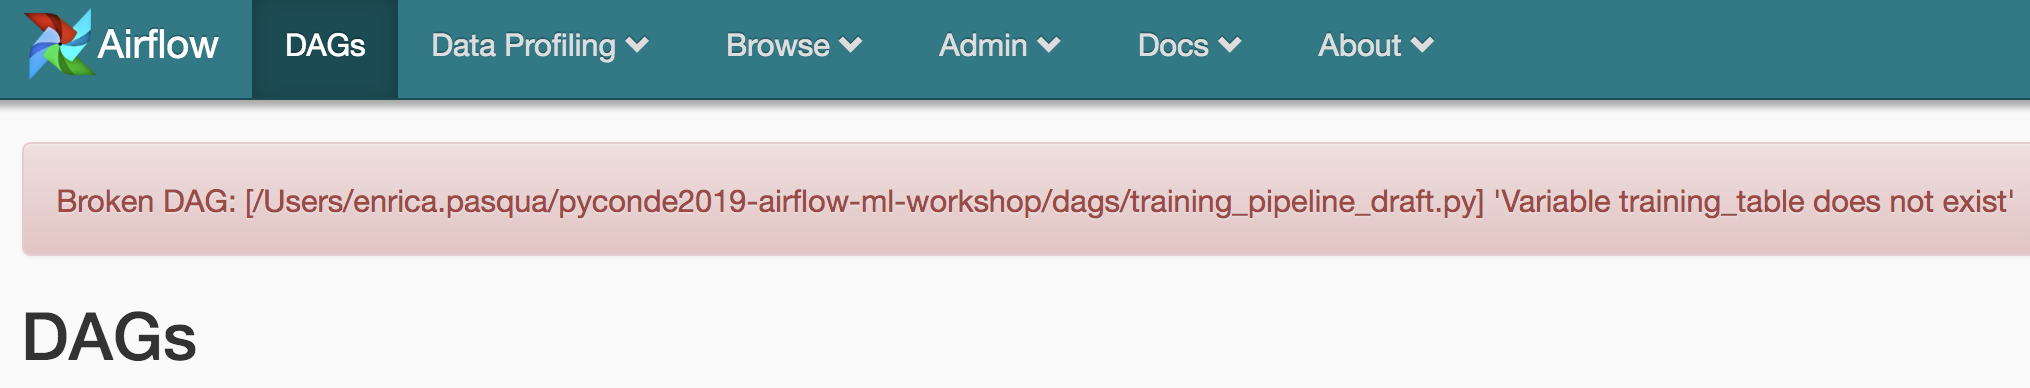 Airflow DAGs Data Profiling Browse Admin Docs About
Broken DAG: [/Users/enrica.pasqua/pyconde2019-airflow-ml-workshop/dags/training_pipeline_draft.py] 'Variable training_table does not exist'
DAGs